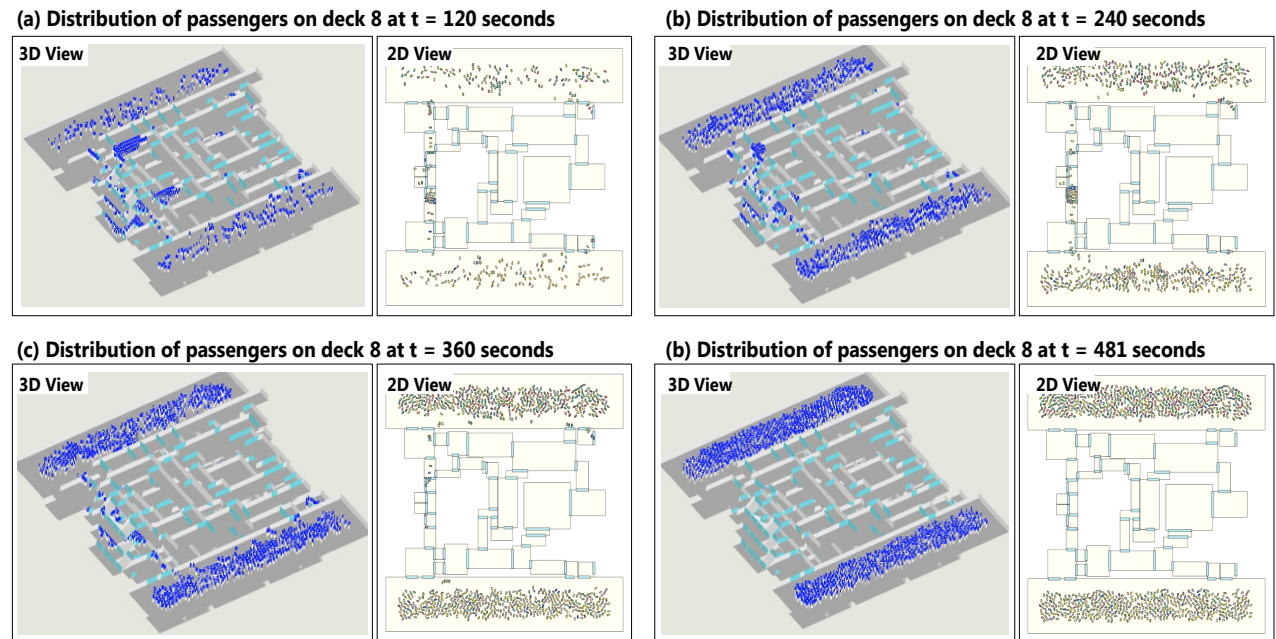 (a) Distribution of passengers on deck 8 at t = 120 seconds
(b) Distribution of passengers on deck 8 at t = 240 seconds
3D View
2D View
3D View
2D View
(c) Distribution of passengers on deck 8 at t = 360 seconds
(b) Distribution of passengers on deck 8 at t = 481 seconds
3D View
2D View
3D View
2D View